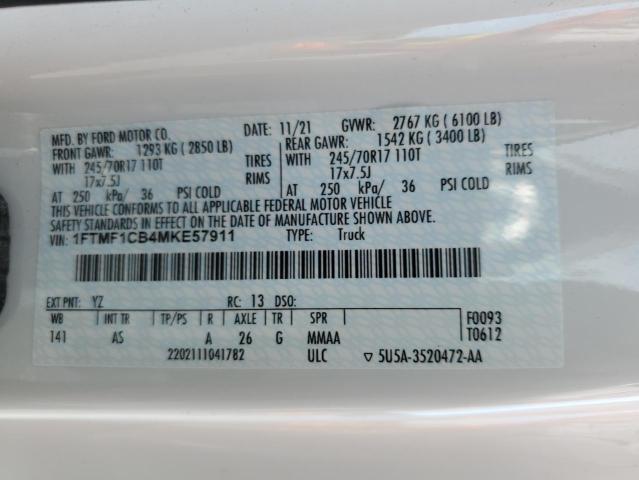 MFD. BY FORD MOTOR CO.
DATE: 11/21 GVWR: 2767 KG ( 6100 LB)
FRONT GAWR: 1293 KG ( 2850 LB)
REAR GAWR: 1542 KG ( 3400 LB)
WITH 245/70R17 110T TIRES
WITH 245/70R17 110T TIRES
17x7.5J RIMS
17x7.5J RIMS
AT 250 kPa/ 36 PSI COLD
AT 250 kPa/ 36 PSI COLD
THIS VEHICLE CONFORMS TO ALL APPLICABLE FEDERAL MOTOR VEHICLE
SAFETY STANDARDS IN EFFECT ON THE DATE OF MANUFACTURE SHOWN ABOVE.
VIN: 1FTMF1CB4MKE57911 TYPE: Truck
EXT PNT: YZ RC: 13 DSO:
WB INT TR TP/PS R AXLE TR SPR
141 AS A 26 G MMAA
F0093
T0612
2202111041782 ULC ▽ 5U5A-3520472-AA